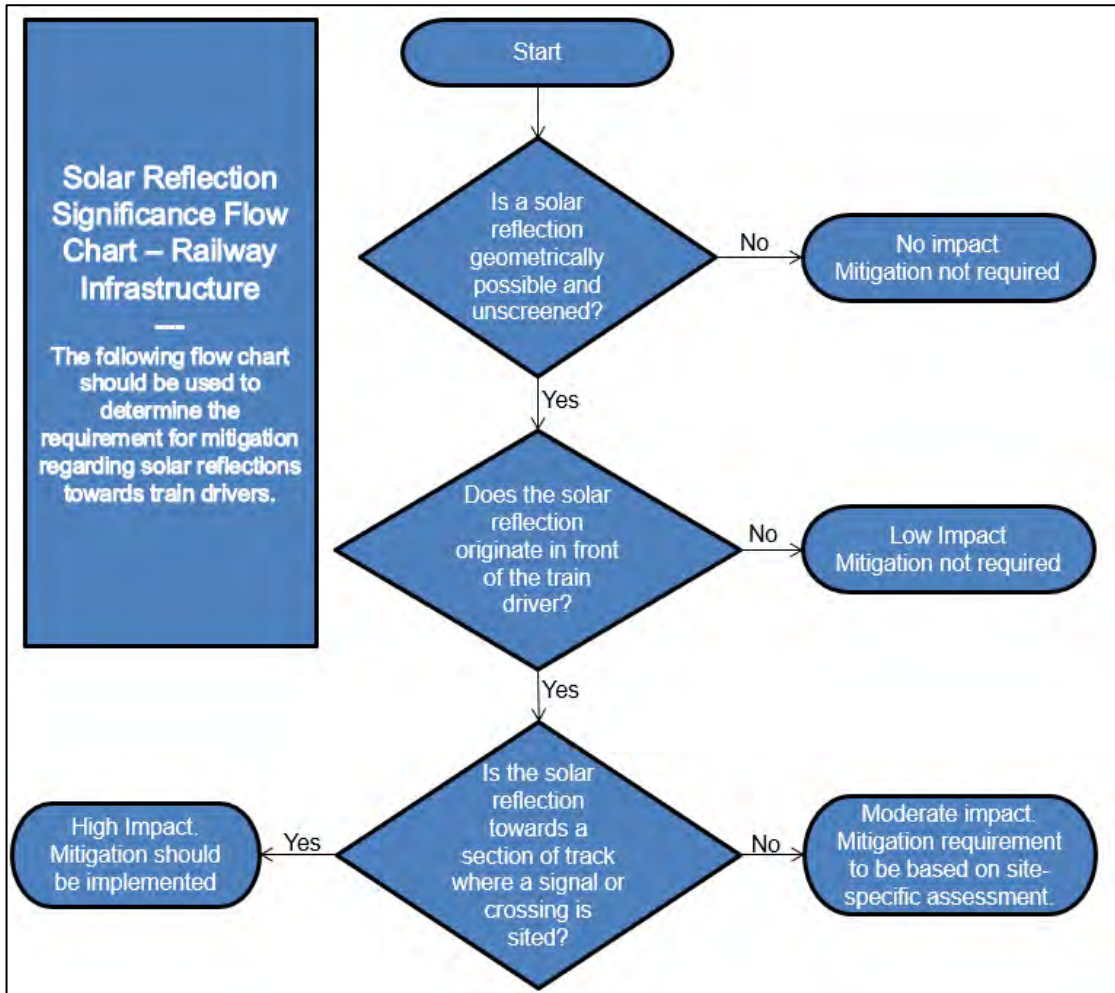 Solar Reflection
Significance Flow
Chart – Railway
Infrastructure
---
The following flow chart
should be used to
determine the
requirement for mitigation
regarding solar reflections
towards train drivers.
Start
Is a solar
reflection
geometrically
possible and
unscreened?
No
No impact
Mitigation not required
Yes
Does the solar
reflection
originate in front
of the train
driver?
No
Low Impact
Mitigation not required
Yes
Is the solar
reflection
towards a
section of track
where a signal or
crossing is
sited?
Yes
High Impact.
Mitigation should
be implemented
No
Moderate impact.
Mitigation requirement
to be based on site-
specific assessment.